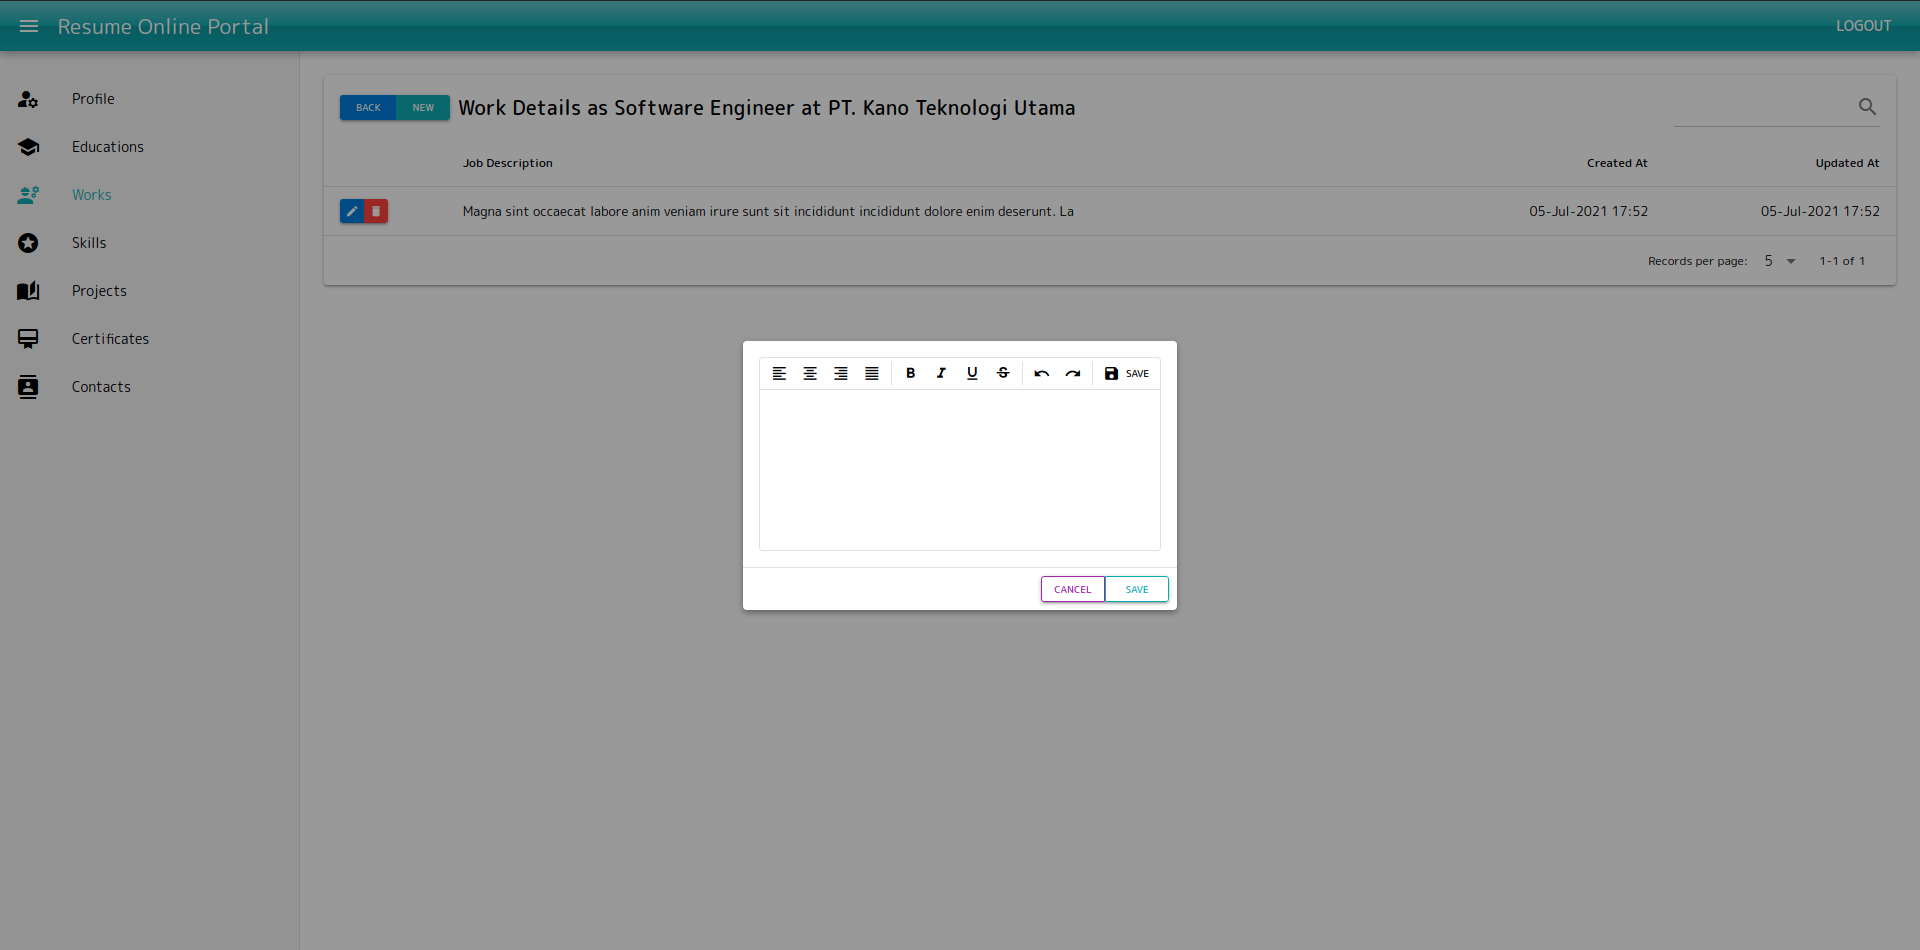 Resume Online Portal
LOGOUT
Profile
Educations
Works
Skills
Projects
Certificates
Contacts
BACK NEW Work Details as Software Engineer at PT. Kano Teknologi Utama
Job Description Created At Updated At
Magna sint occaecat labore anim veniam irure sunt sit incididunt incididunt dolore enim deserunt. La 05-Jul-2021 17:52 05-Jul-2021 17:52
Records per page: 5 1-1 of 1
B I U S SAVE
CANCEL SAVE